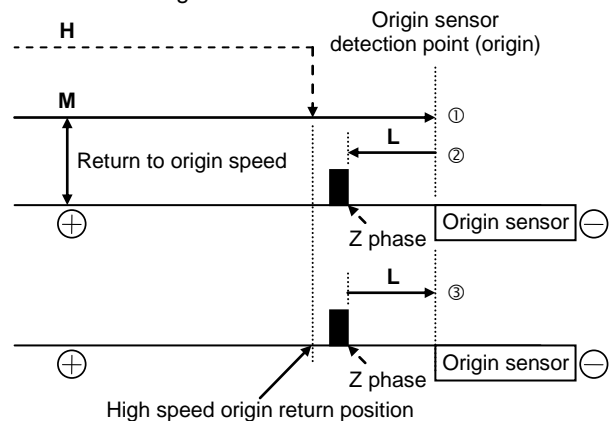 Origin sensor
detection point (origin)
H
M
①
L
②
Return to origin speed
⊕
Z phase
Origin sensor
⊖
L
③
⊕
Z phase
Origin sensor
⊖
High speed origin return position